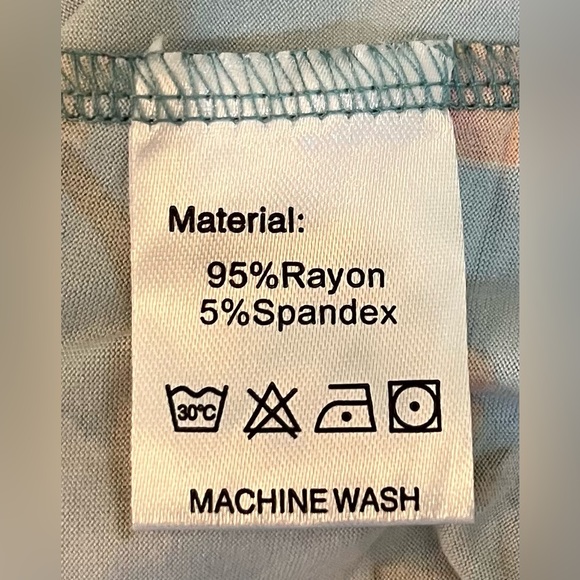 Material:
95%Rayon
5%Spandex
30°C
MACHINE WASH